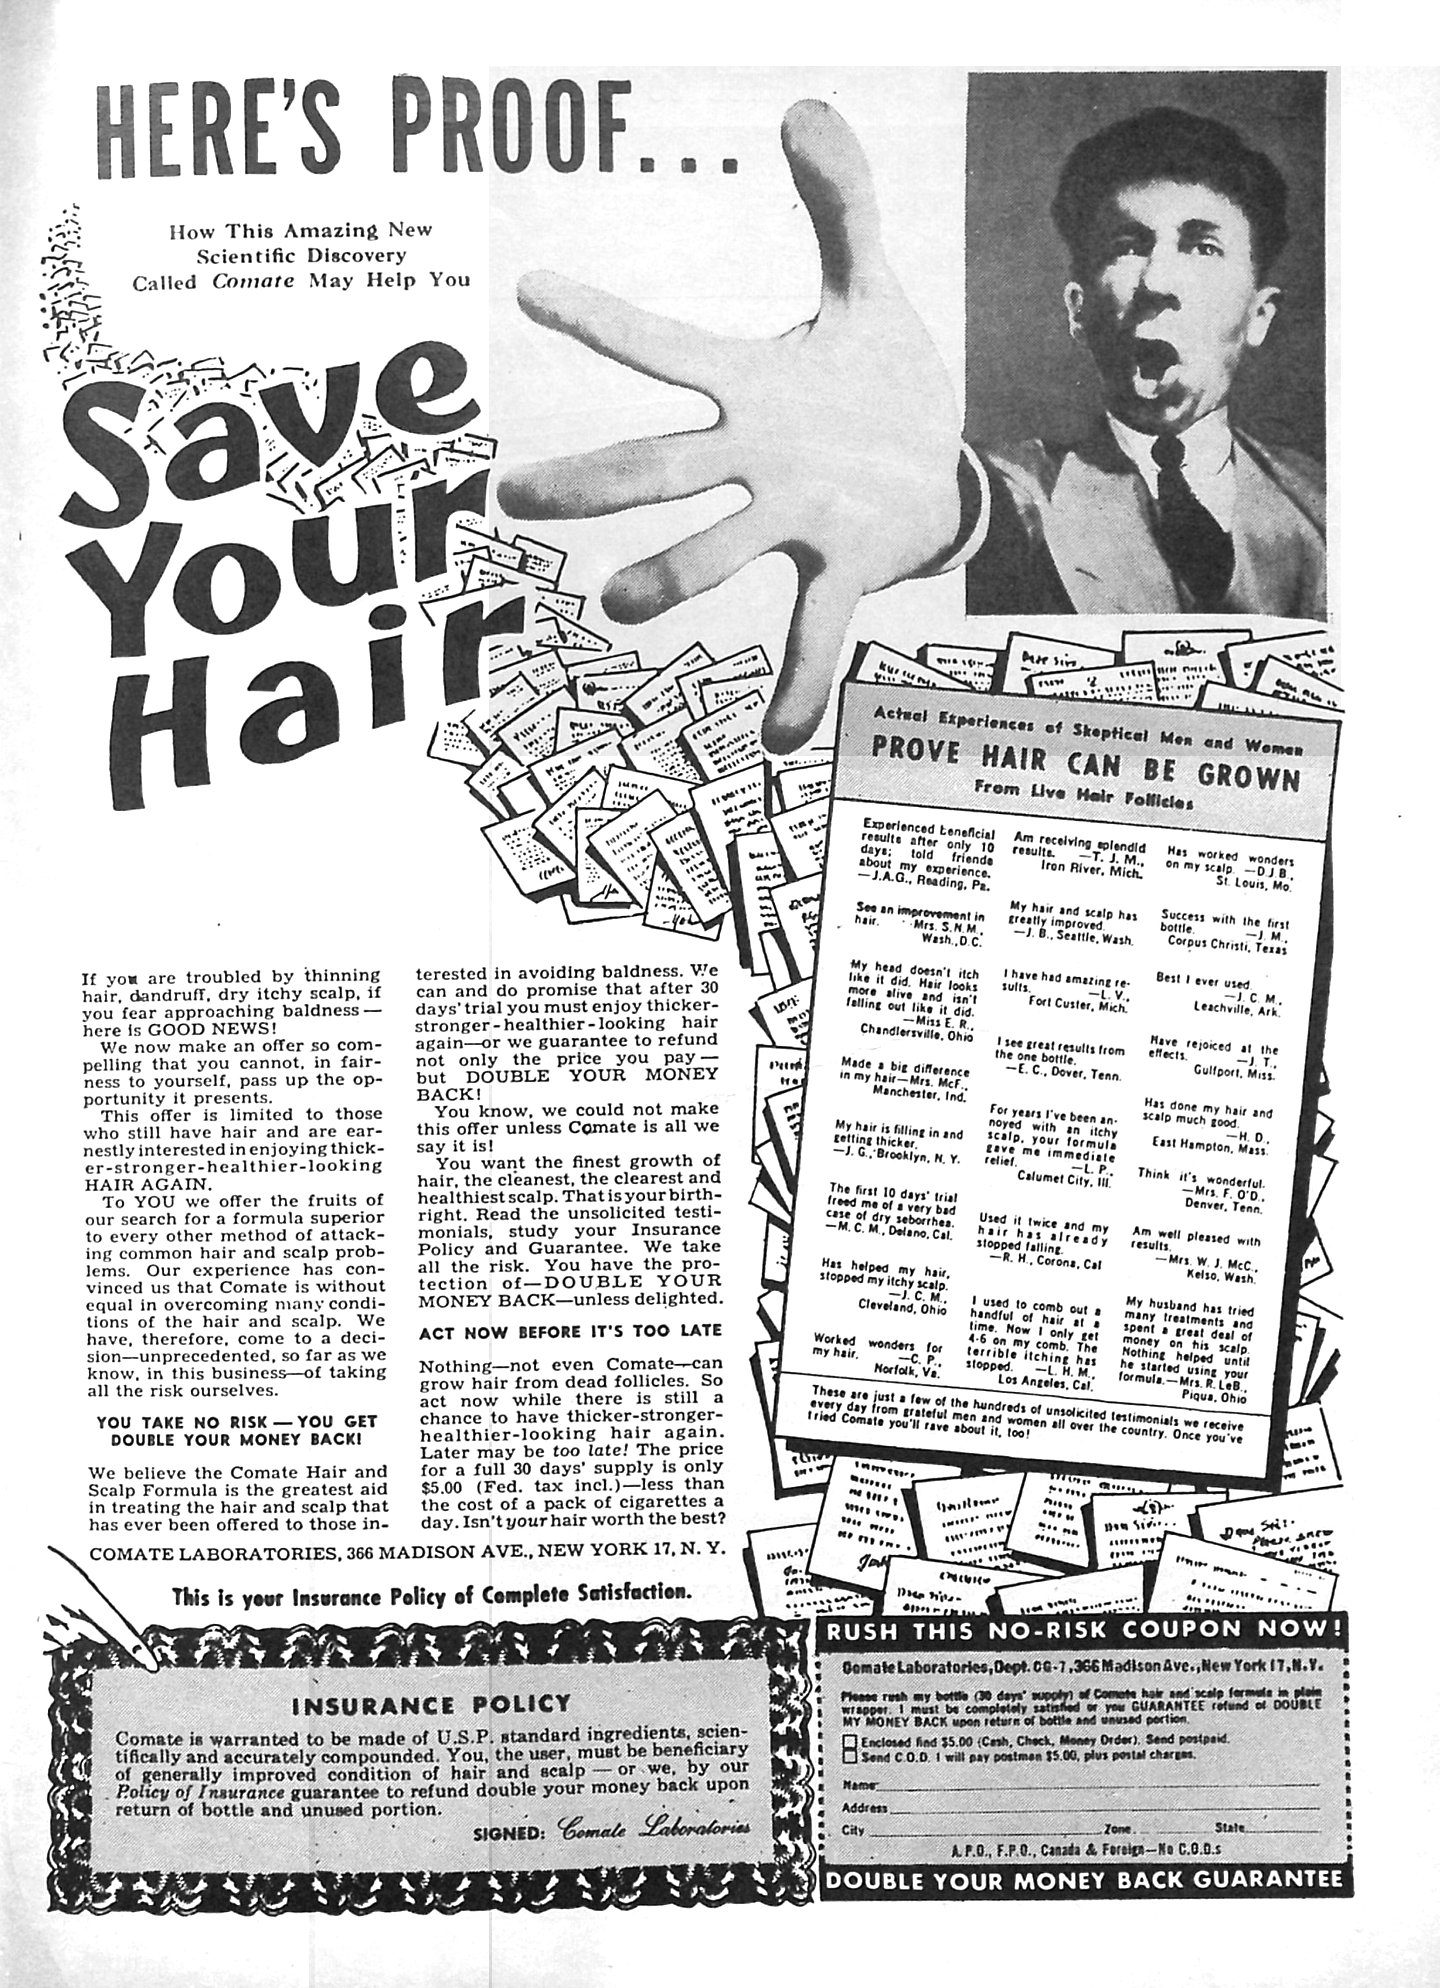 HERE'S PROOF...
How This Amazing New
Scientific Discovery
Called Comate May Help You
Save
Your
Hair
If you are troubled by thinning
hair, dandruff, dry itchy scalp, if
you fear approaching baldness —
here is GOOD NEWS!
We now make an offer so com-
pelling that you cannot, in fair-
ness to yourself, pass up the op-
portunity it presents.
This offer is limited to those
who still have hair and are ear-
nestly interested in enjoying thick-
er-stronger-healthier-looking
HAIR AGAIN.
To YOU we offer the fruits of
our search for a formula superior
to every other method of attack-
ing common hair and scalp prob-
lems. Our experience has con-
vinced us that Comate is without
equal in overcoming many condi-
tions of the hair and scalp. We
have, therefore, come to a deci-
sion—unprecedented, so far as we
know, in this business—of taking
all the risk ourselves.
YOU TAKE NO RISK — YOU GET
DOUBLE YOUR MONEY BACK!
We believe the Comate Hair and
Scalp Formula is the greatest aid
in treating the hair and scalp that
has ever been offered to those in-
terested in avoiding baldness. We
can and do promise that after 30
days' trial you must enjoy thicker-
stronger-healthier-looking hair
again—or we guarantee to refund
not only the price you pay —
but DOUBLE YOUR MONEY
BACK!
You know, we could not make
this offer unless Comate is all we
say it is!
You want the finest growth of
hair, the cleanest, the clearest and
healthiest scalp. That is your birth-
right. Read the unsolicited testi-
monials, study your Insurance
Policy and Guarantee. We take
all the risk. You have the pro-
tection of—DOUBLE YOUR
MONEY BACK—unless delighted.
ACT NOW BEFORE IT'S TOO LATE
Nothing—not even Comate—can
grow hair from dead follicles. So
act now while there is still a
chance to have thicker-stronger-
healthier-looking hair again.
Later may be too late! The price
for a full 30 days' supply is only
$5.00 (Fed. tax incl.)—less than
the cost of a pack of cigarettes a
day. Isn't your hair worth the best?
COMATE LABORATORIES, 366 MADISON AVE., NEW YORK 17, N. Y.
Actual Experiences of Skeptical Men and Women
PROVE HAIR CAN BE GROWN
From Live Hair Follicles
Experienced beneficial
results after only 10
days; told friends
about my experience.
—J.A.G., Reading, Pa.
See an improvement in
hair. —Mrs. S.N.M.,
Wash., D.C.
My head doesn't itch
like it did. Hair looks
more alive and isn't
falling out like it did.
—Miss E. R.,
Chandlersville, Ohio
Made a big difference
in my hair—Mrs. McF.,
Manchester, Ind.
My hair is filling in and
getting thicker.
—J. G., Brooklyn, N. Y.
The first 10 days' trial
freed me of a very bad
case of dry seborrhea.
—M. C. M., Delano, Cal.
Has helped my hair,
stopped my itchy scalp.
—J. C. M.,
Cleveland, Ohio
Worked wonders for
my hair. —C. P.,
Norfolk, Va.
Am receiving splendid
results. —T. J. M.,
Iron River, Mich.
My hair and scalp has
greatly improved.
—J. B., Seattle, Wash.
I have had amazing re-
sults. —L. V.,
Fort Custer, Mich.
I see great results from
the one bottle.
—E. C., Dover, Tenn.
For years I've been an-
noyed with an itchy
scalp, your formula
gave me immediate
relief. —L. P.,
Calumet City, Ill.
Used it twice and my
hair has already
stopped falling.
—R. H., Corona, Cal
I used to comb out a
handful of hair at a
time. Now I only get
4-6 on my comb. The
terrible itching has
stopped. —L. H. M.,
Los Angeles, Cal.
Has worked wonders
on my scalp. —D.J.B.,
St. Louis, Mo.
Success with the first
bottle. —J. M.,
Corpus Christi, Texas
Best I ever used.
—J. C. M.,
Leachville, Ark.
Have rejoiced at the
effects. —J. T.,
Gulfport, Miss.
Has done my hair and
scalp much good.
—H. D.,
East Hampton, Mass.
Think it's wonderful.
—Mrs. F. O'D.,
Denver, Tenn.
Am well pleased with
results.
—Mrs. W. J. McC.,
Kelso, Wash.
My husband has tried
many treatments and
spent a great deal of
money on his scalp.
Nothing helped until
he started using your
formula.—Mrs. R. LeB.,
Piqua, Ohio
These are just a few of the hundreds of unsolicited testimonials we receive
every day from grateful men and women all over the country. Once you've
tried Comate you'll rave about it, too!
This is your Insurance Policy of Complete Satisfaction.
INSURANCE POLICY
Comate is warranted to be made of U.S.P. standard ingredients, scien-
tifically and accurately compounded. You, the user, must be beneficiary
of generally improved condition of hair and scalp — or we, by our
Policy of Insurance guarantee to refund double your money back upon
return of bottle and unused portion.
SIGNED: Comate Laboratories
RUSH THIS NO-RISK COUPON NOW!
Comate Laboratories, Dept. CG-7, 366 Madison Ave., New York 17, N.Y.
Please rush my bottle (30 days' supply) of Comate hair and scalp formula in plain
wrapper. I must be completely satisfied or you GUARANTEE refund of DOUBLE
MY MONEY BACK upon return of bottle and unused portion.
Enclosed find $5.00 (Cash, Check, Money Order). Send postpaid.
Send C.O.D. I will pay postman $5.00, plus postal charges.
Name
Address
City Zone State
A.P.O., F.P.O., Canada & Foreign—No C.O.D.s
DOUBLE YOUR MONEY BACK GUARANTEE